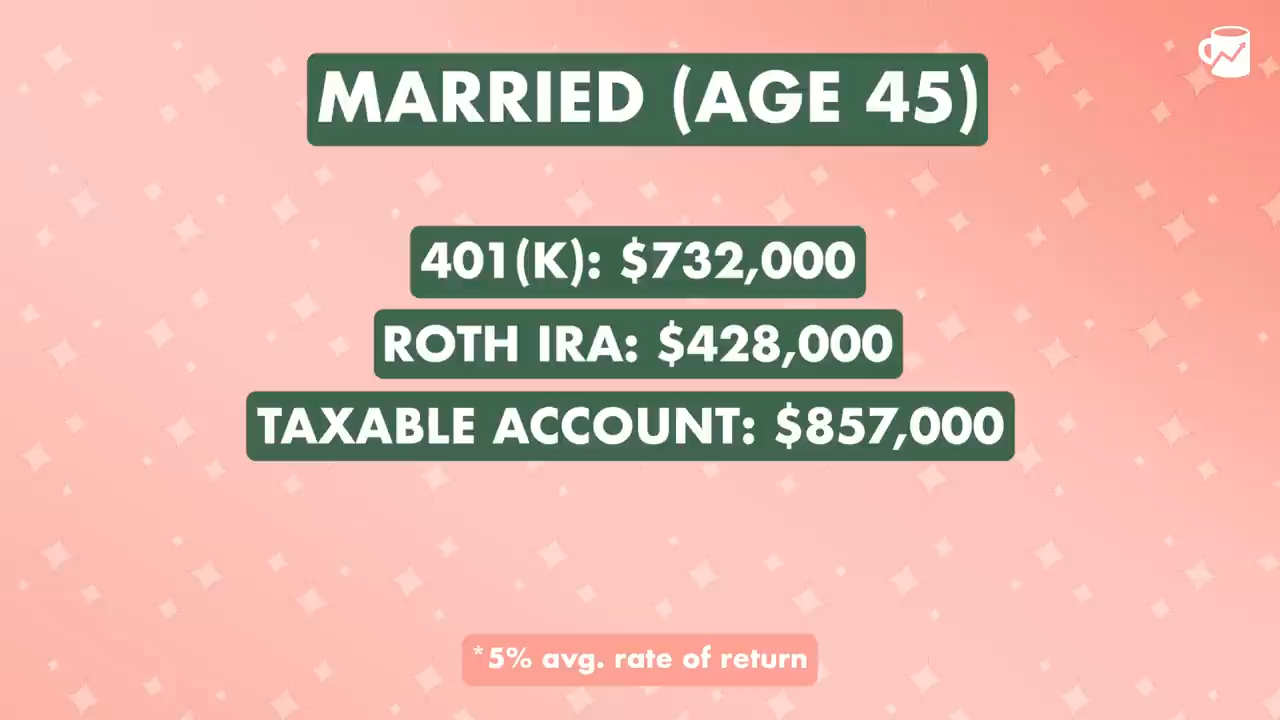 MARRIED (AGE 45)
401(K): $732,000
ROTH IRA: $428,000
TAXABLE ACCOUNT: $857,000
*5% avg. rate of return